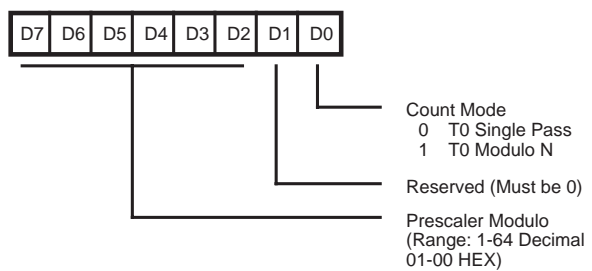 D7 D6 D5 D4 D3 D2 D1 D0
Count Mode
0 T0 Single Pass
1 T0 Modulo N
Reserved (Must be 0)
Prescaler Modulo
(Range: 1-64 Decimal
01-00 HEX)